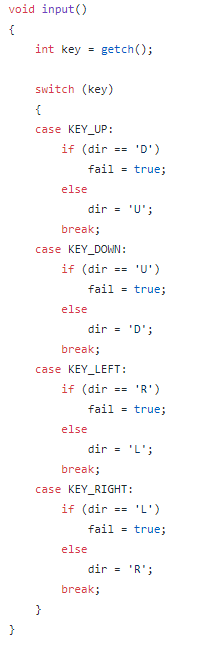 void input()
{
    int key = getch();

    switch (key)
    {
    case KEY_UP:
        if (dir == 'D')
            fail = true;
        else
            dir = 'U';
        break;
    case KEY_DOWN:
        if (dir == 'U')
            fail = true;
        else
            dir = 'D';
        break;
    case KEY_LEFT:
        if (dir == 'R')
            fail = true;
        else
            dir = 'L';
        break;
    case KEY_RIGHT:
        if (dir == 'L')
            fail = true;
        else
            dir = 'R';
        break;
    }
}